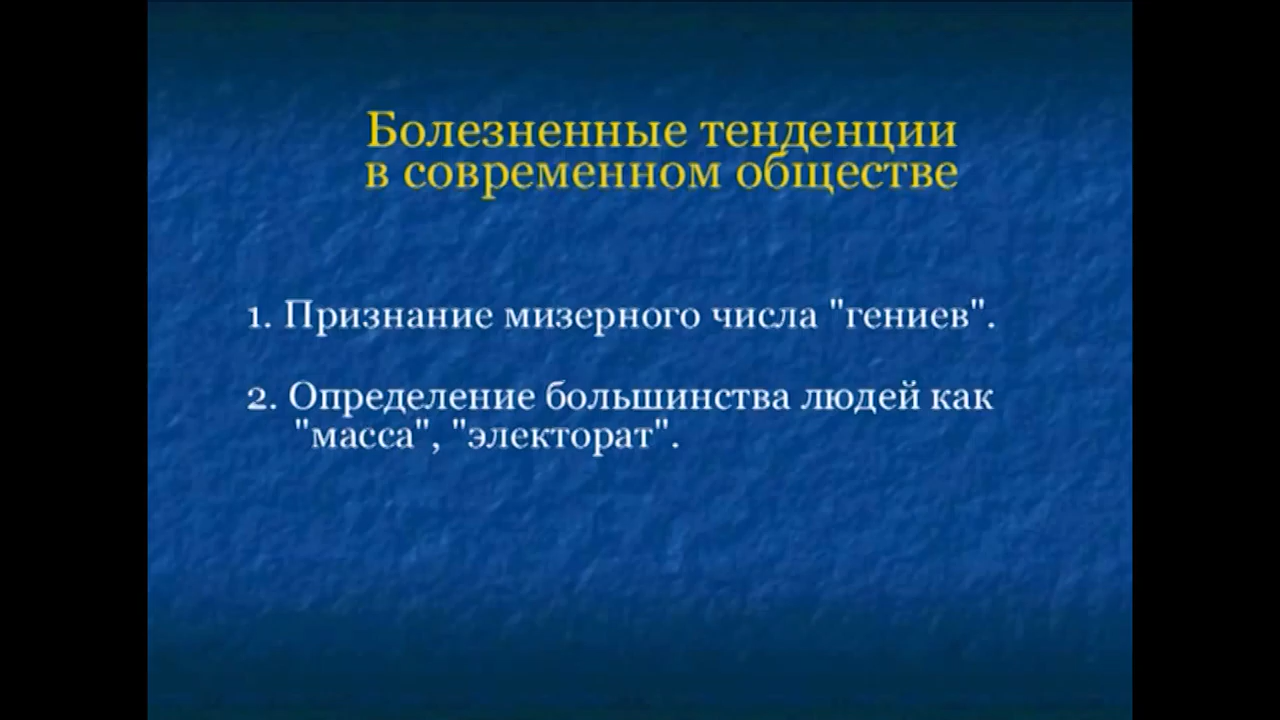 Болезненные тенденции
в современном обществе
1. Признание мизерного числа "гениев".
2. Определение большинства людей как
"масса", "электорат".